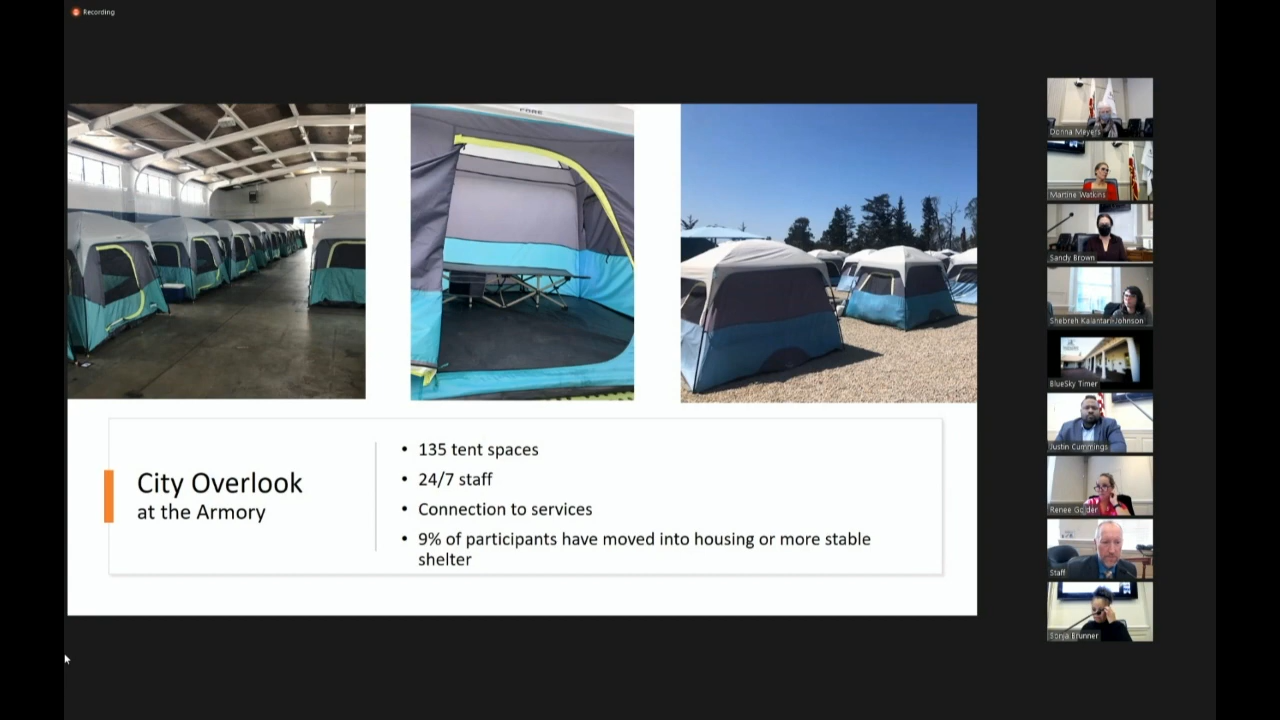 Recording
Donna Meyers
Martine Watkins
Sandy Brown
Shebreh Kalantari-Johnson
BlueSky Timer
Justin Cummings
Renee Golder
Staff
Sonja Brunner
City Overlook
at the Armory
• 135 tent spaces
• 24/7 staff
• Connection to services
• 9% of participants have moved into housing or more stable
shelter